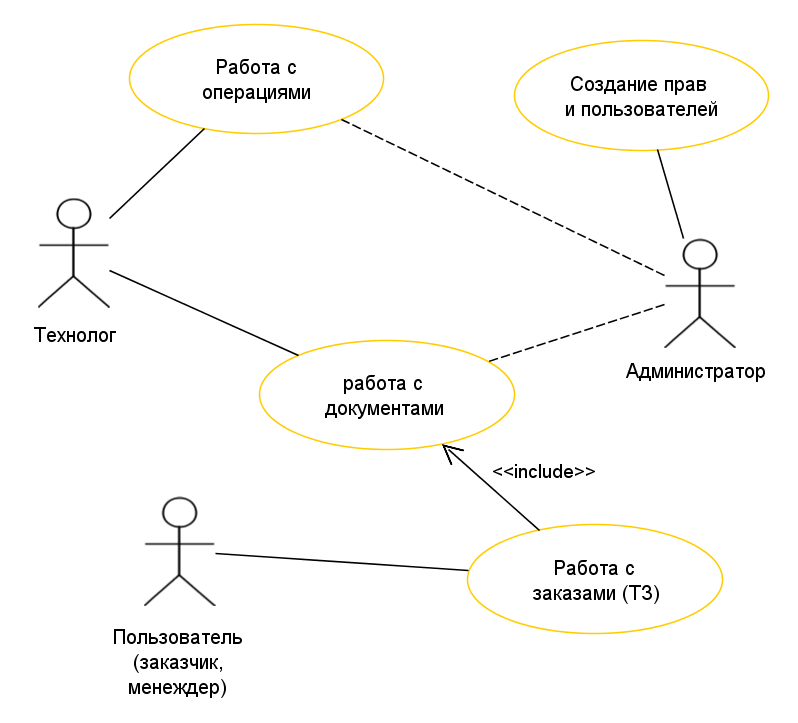 Работа с
операциями
Создание прав
и пользователей
Технолог
Администратор
работа с
документами
<<include>>
Работа с
заказами (ТЗ)
Пользователь
(заказчик,
менеждер)